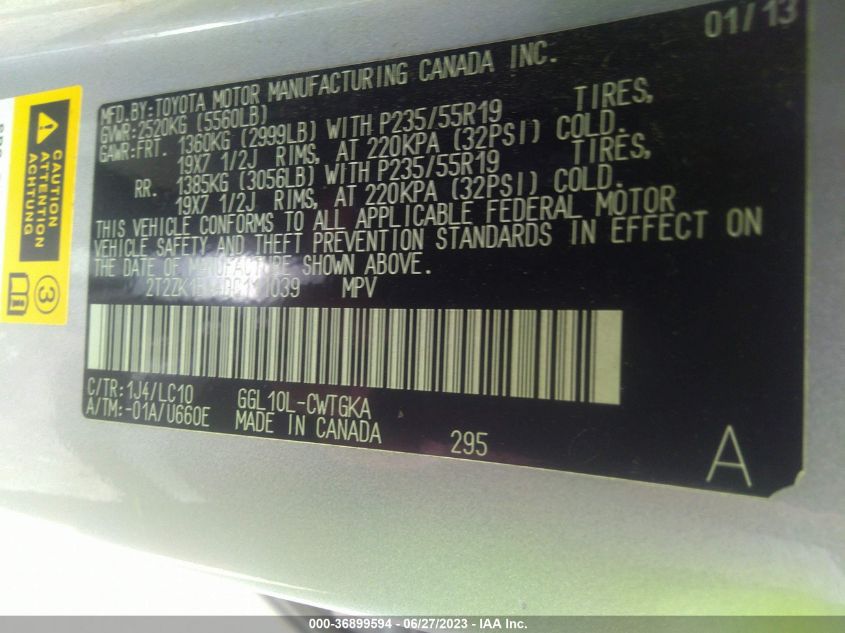 01/13
MFD. BY: TOYOTA MOTOR MANUFACTURING CANADA INC.
GVWR: 2520KG (5560LB)
GAWR: FRT. 1360KG (2999LB) WITH P235/55R19 TIRES,
19X7 1/2J RIMS, AT 220KPA (32PSI) COLD.
RR. 1385KG (3056LB) WITH P235/55R19 TIRES,
19X7 1/2J RIMS, AT 220KPA (32PSI) COLD.
THIS VEHICLE CONFORMS TO ALL APPLICABLE FEDERAL MOTOR
VEHICLE SAFETY AND THEFT PREVENTION STANDARDS IN EFFECT ON
THE DATE OF MANUFACTURE SHOWN ABOVE.
MPV
C/TR: 1J4/LC10 GGL10L-CWTGKA
A/TM: -01A/U660E MADE IN CANADA 295
A
CAUTION
ATTENTION
ACHTUNG
3
000-36899594 - 06/27/2023 - IAA Inc.